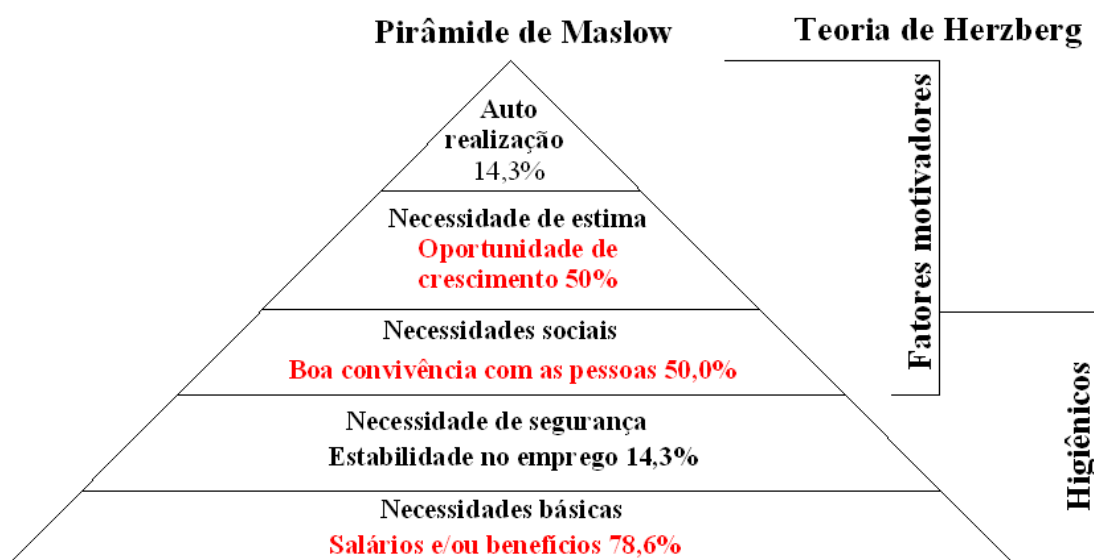 Pirâmide de Maslow
Teoria de Herzberg
Auto
realização
14,3%
Necessidade de estima
Oportunidade de
crescimento 50%
Necessidades sociais
Boa convivência com as pessoas 50,0%
Necessidade de segurança
Estabilidade no emprego 14,3%
Necessidades básicas
Salários e/ou benefícios 78,6%
Fatores motivadores
Higiênicos